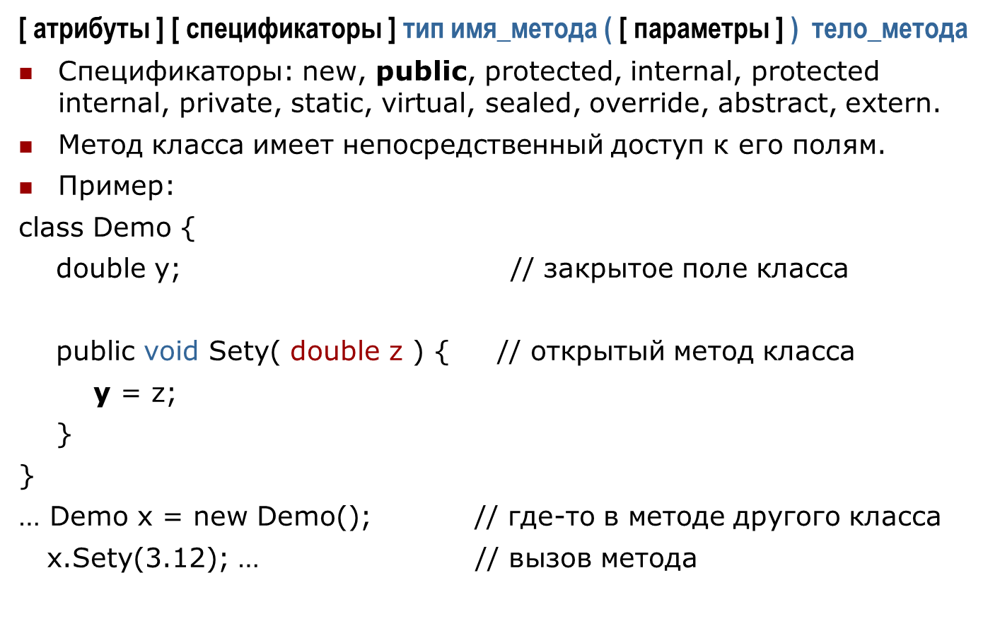 [ атрибуты ] [ спецификаторы ] тип имя_метода ( [ параметры ] ) тело_метода
Спецификаторы: new, public, protected, internal, protected
internal, private, static, virtual, sealed, override, abstract, extern.
Метод класса имеет непосредственный доступ к его полям.
Пример:
class Demo {
double y; // закрытое поле класса
public void Sety( double z ) { // открытый метод класса
y = z;
}
}
… Demo x = new Demo(); // где-то в методе другого класса
x.Sety(3.12); … // вызов метода